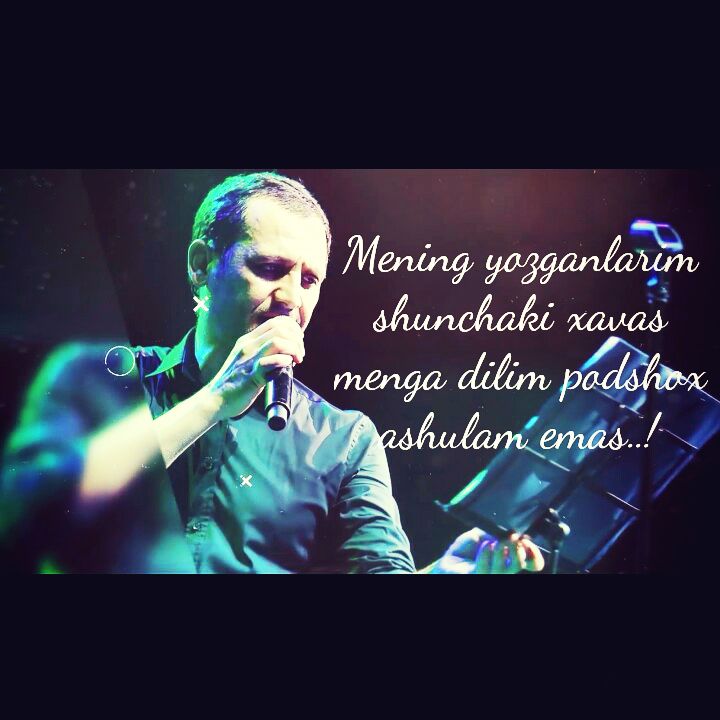 Mening yozganlarim
shunchaki xavas
menga dilim podshox
ashulam emas..!